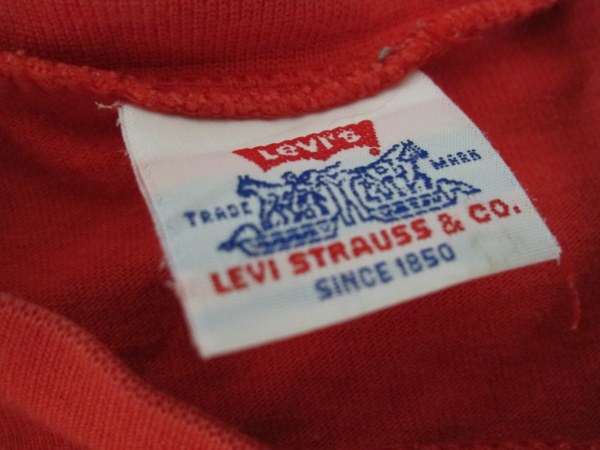 Levi's
TRADE MARK
LEVI STRAUSS & CO.
SINCE 1850